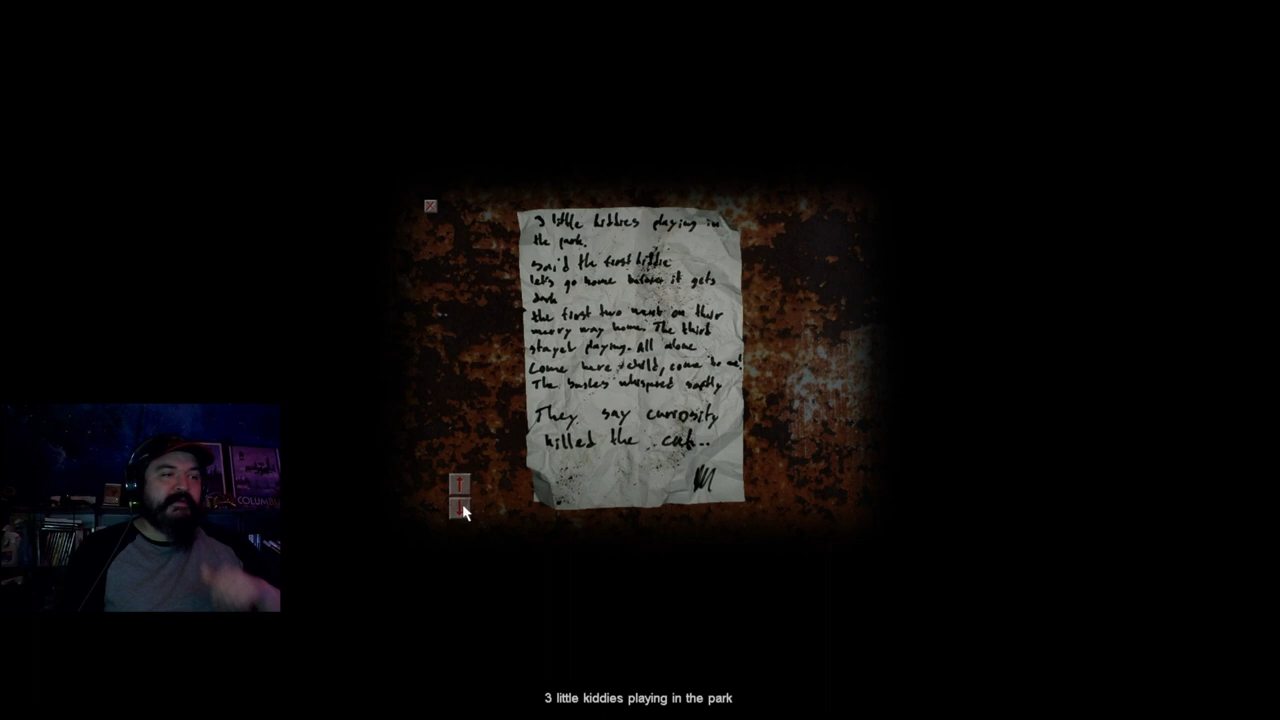 3 little kiddies playing in
the park.
said the first kiddie
let's go home before it gets
dark
the first two went on their
merry way home. The third
stayed playing. All alone
Come here child, come to me!
The bushes whispered softly
They say curiosity
killed the cat...
COLUMBIA
3 little kiddies playing in the park